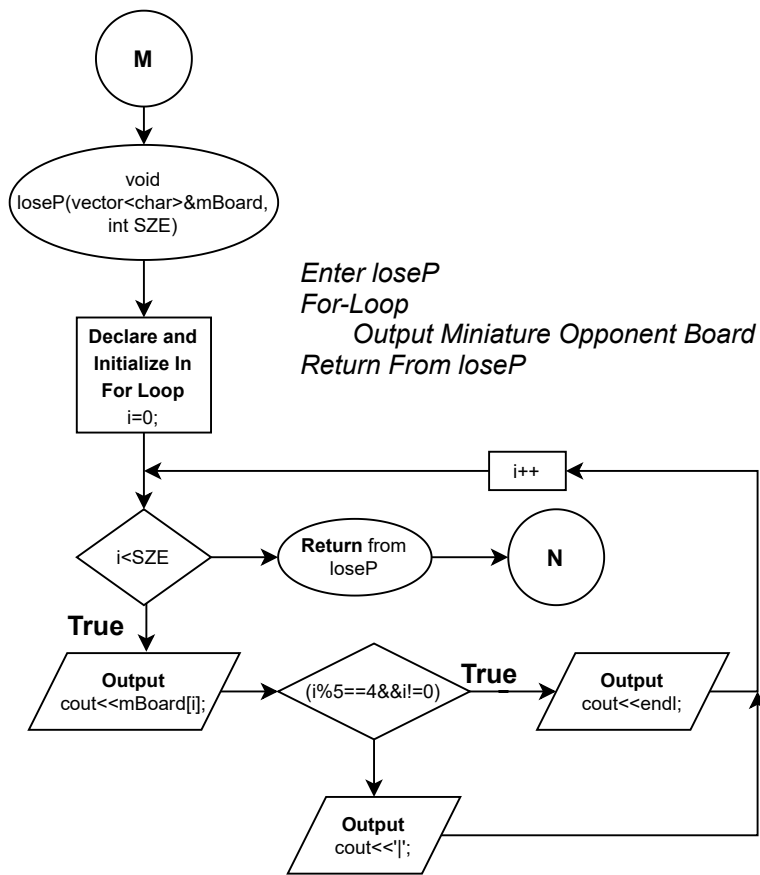 M
void
loseP(vector<char>&mBoard,
int SZE)
Enter loseP
For-Loop
Output Miniature Opponent Board
Return From loseP
Declare and
Initialize In
For Loop
i=0;
i++
i<SZE
Return from
loseP
N
True
Output
cout<<mBoard[i];
(i%5==4&&i!=0)
True
Output
cout<<endl;
Output
cout<<'|';